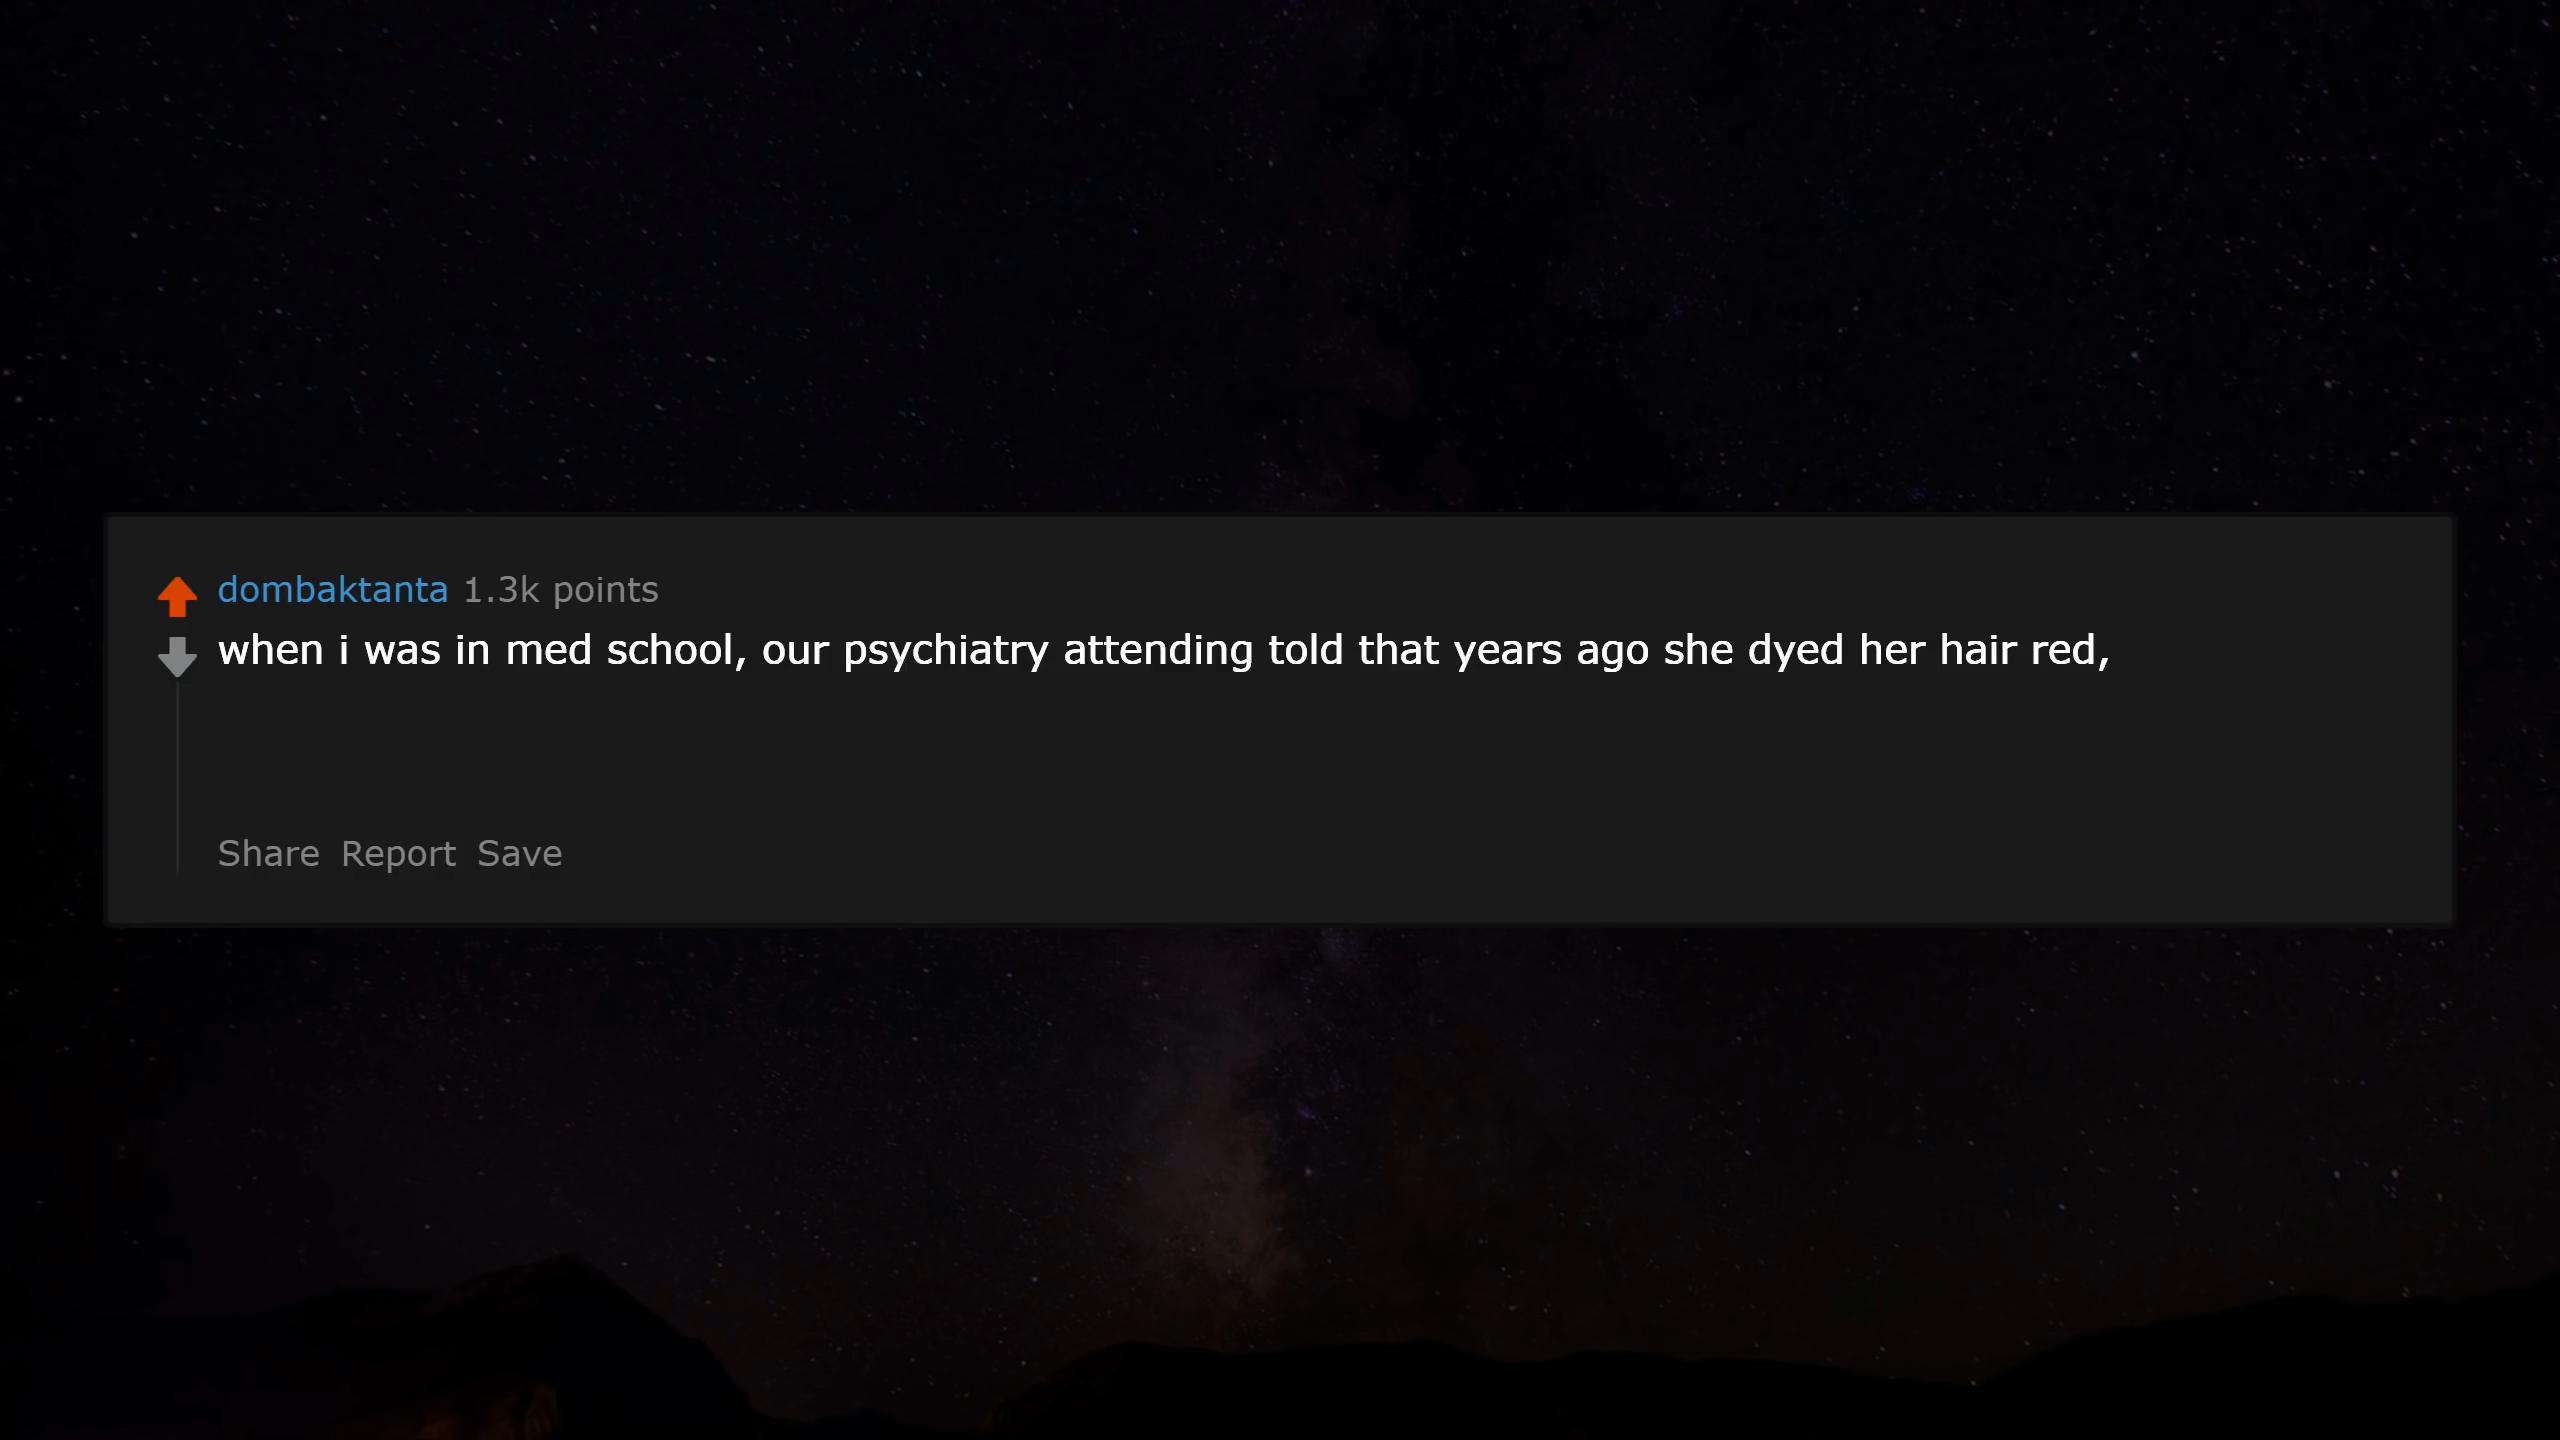 dombaktanta 1.3k points
when i was in med school, our psychiatry attending told that years ago she dyed her hair red,
Share Report Save